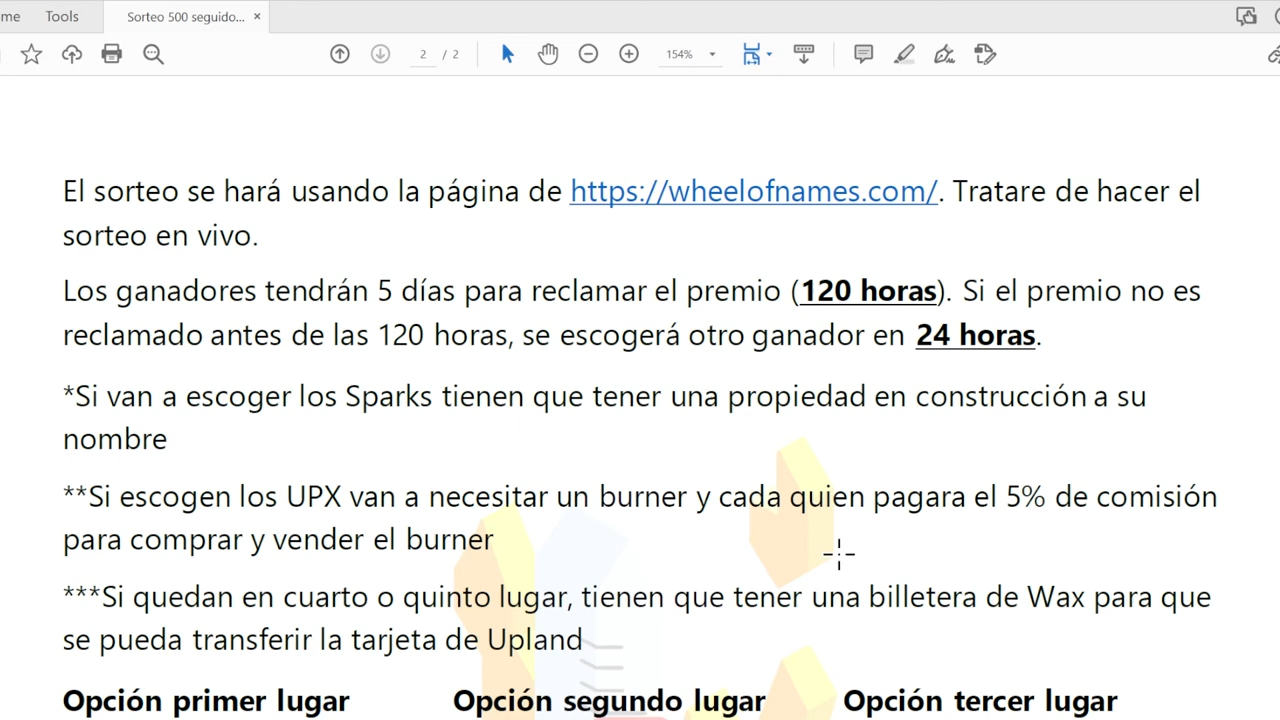 me Tools Sorteo 500 seguido... ×
2 / 2 154%
El sorteo se hará usando la página de https://wheelofnames.com/. Tratare de hacer el
sorteo en vivo.
Los ganadores tendrán 5 días para reclamar el premio (120 horas). Si el premio no es
reclamado antes de las 120 horas, se escogerá otro ganador en 24 horas.
*Si van a escoger los Sparks tienen que tener una propiedad en construcción a su
nombre
**Si escogen los UPX van a necesitar un burner y cada quien pagara el 5% de comisión
para comprar y vender el burner
***Si quedan en cuarto o quinto lugar, tienen que tener una billetera de Wax para que
se pueda transferir la tarjeta de Upland
Opción primer lugar Opción segundo lugar Opción tercer lugar